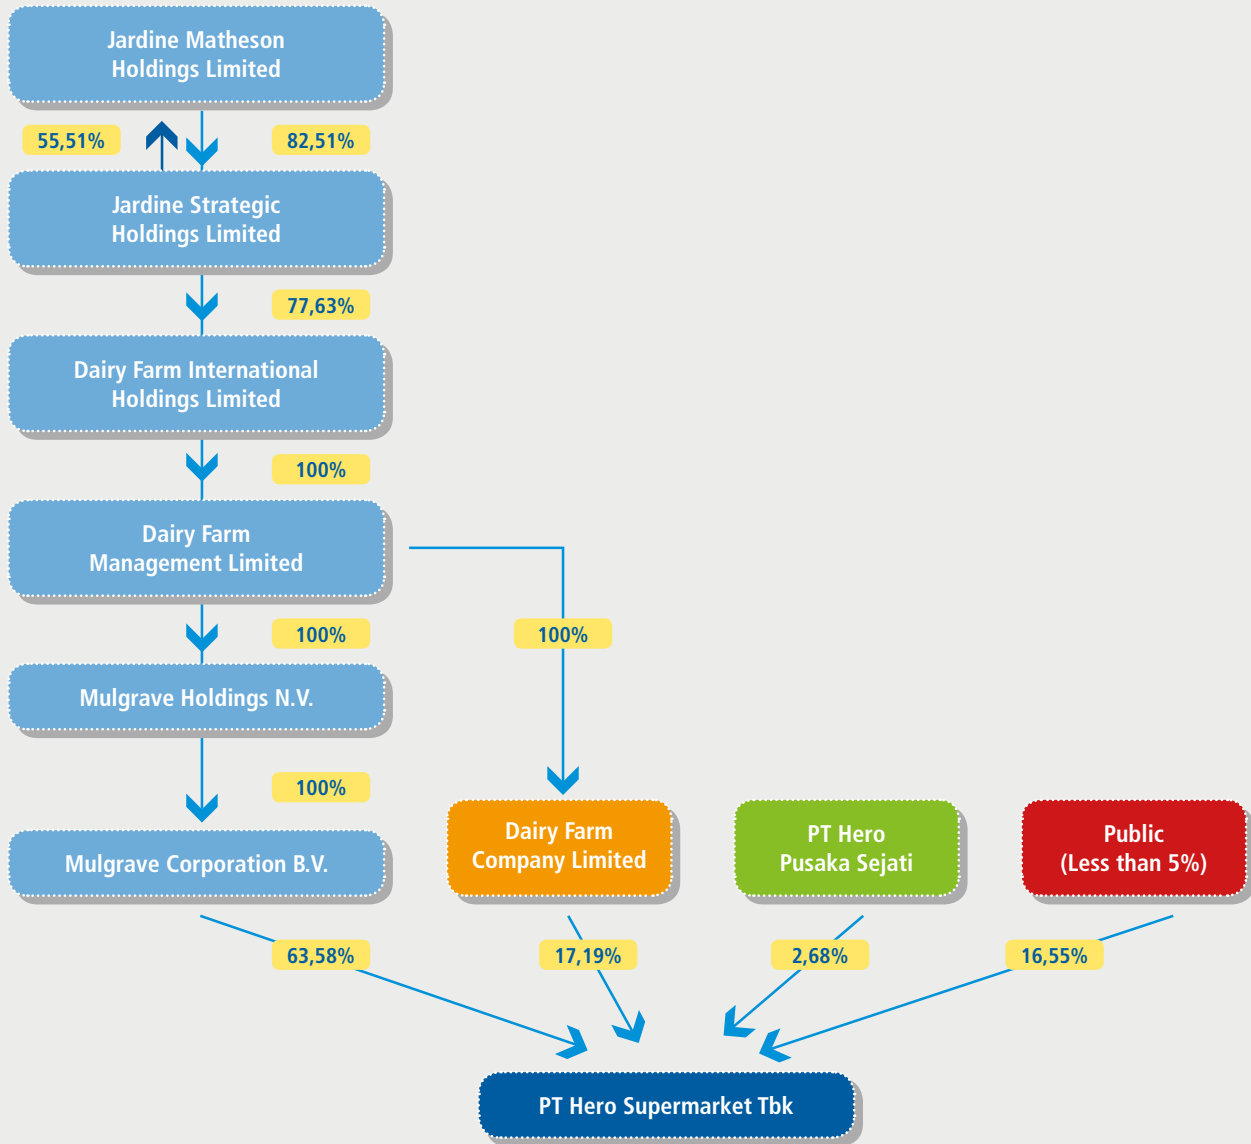 Jardine Matheson
Holdings Limited
55,51%
82,51%
Jardine Strategic
Holdings Limited
77,63%
Dairy Farm International
Holdings Limited
100%
Dairy Farm
Management Limited
100%
100%
Mulgrave Holdings N.V.
100%
Mulgrave Corporation B.V.
Dairy Farm
Company Limited
PT Hero
Pusaka Sejati
Public
(Less than 5%)
63,58%
17,19%
2,68%
16,55%
PT Hero Supermarket Tbk